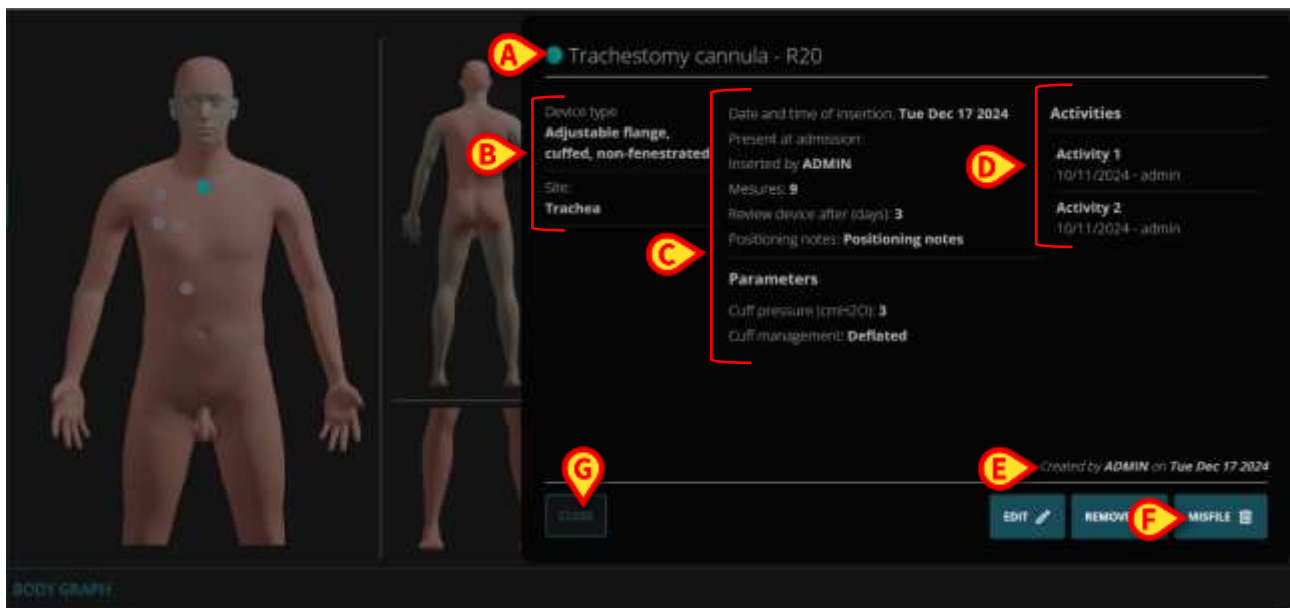 A
Trachestomy cannula - R20
B
Device type
Adjustable flange,
cuffed, non-fenestrated
Site:
Trachea
C
Date and time of insertion: Tue Dec 17 2024
Present at admission:
Inserted by ADMIN
Mesures: 9
Review device after (days): 3
Positioning notes: Positioning notes
Parameters
Cuff pressure (cmH2O): 3
Cuff management: Deflated
D
Activities
Activity 1
10/11/2024 - admin
Activity 2
10/11/2024 - admin
E
Created by ADMIN on Tue Dec 17 2024
G
CLOSE
EDIT
REMOVE
F
MISFILE
BODY GRAPH